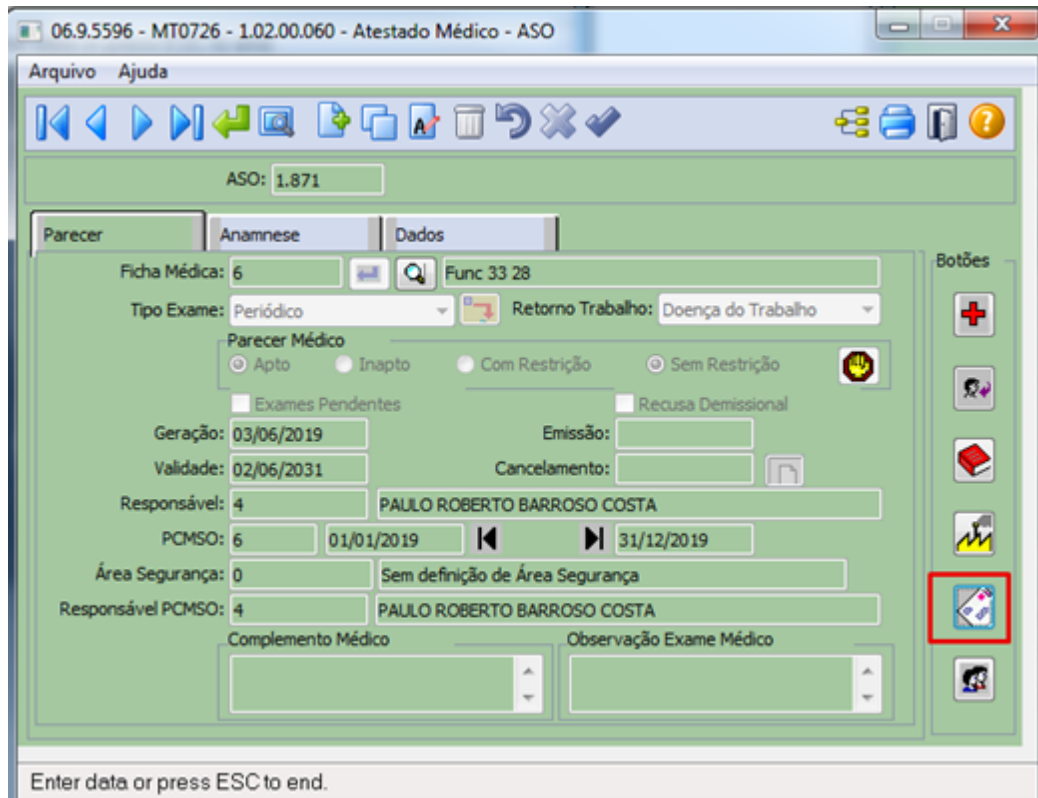 06.9.5596 - MT0726 - 1.02.00.060 - Atestado Médico - ASO
Arquivo Ajuda
ASO: 1.871
Parecer Anamnese Dados
Botões
Ficha Médica: 6 Func 33 28
Tipo Exame: Periódico Retorno Trabalho: Doença do Trabalho
Parecer Médico
Apto Inapto Com Restrição Sem Restrição
Exames Pendentes Recusa Demissional
Geração: 03/06/2019 Emissão:
Validade: 02/06/2031 Cancelamento:
Responsável: 4 PAULO ROBERTO BARROSO COSTA
PCMSO: 6 01/01/2019 31/12/2019
Área Segurança: 0 Sem definição de Área Segurança
Responsável PCMSO: 4 PAULO ROBERTO BARROSO COSTA
Complemento Médico Observação Exame Médico
Enter data or press ESC to end.